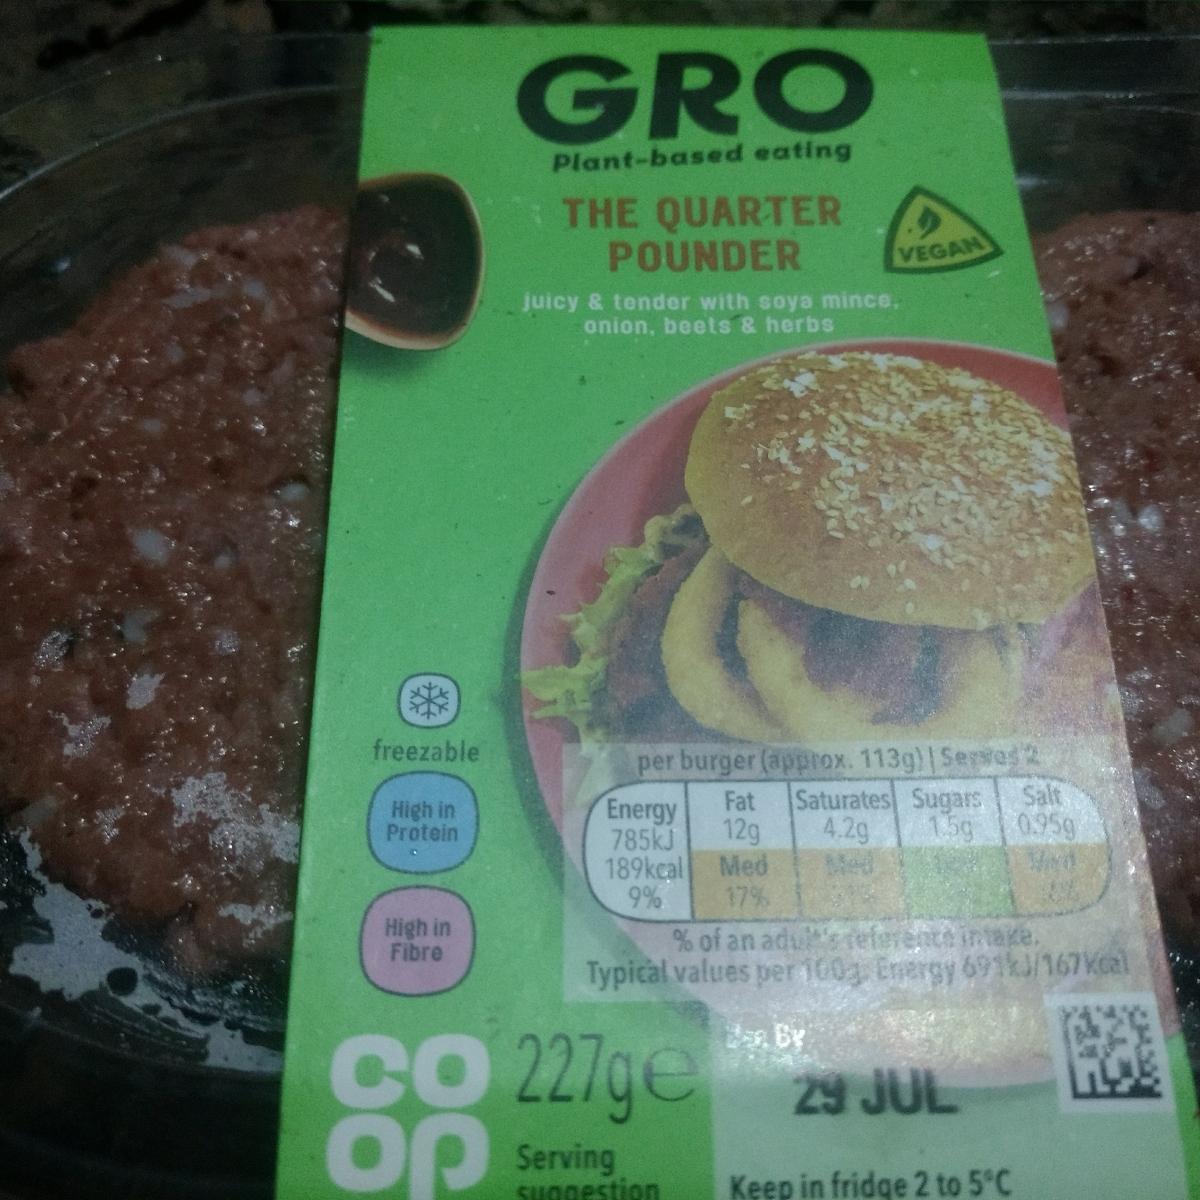 GRO
Plant-based eating
THE QUARTER
POUNDER
VEGAN
juicy & tender with soya mince,
onion, beets & herbs
freezable
High in
Protein
High in
Fibre
per burger (approx. 113g) | Serves 2
Energy 785kJ 189kcal 9%
Fat 12g Med 17%
Saturates 4.2g Med
Sugars 1.5g
Salt 0.95g Med
% of an adult's reference intake.
Typical values per 100g: Energy 691kJ/167kcal
CO
OP
227g e
Serving
suggestion
Use By
29 JUL
Keep in fridge 2 to 5°C